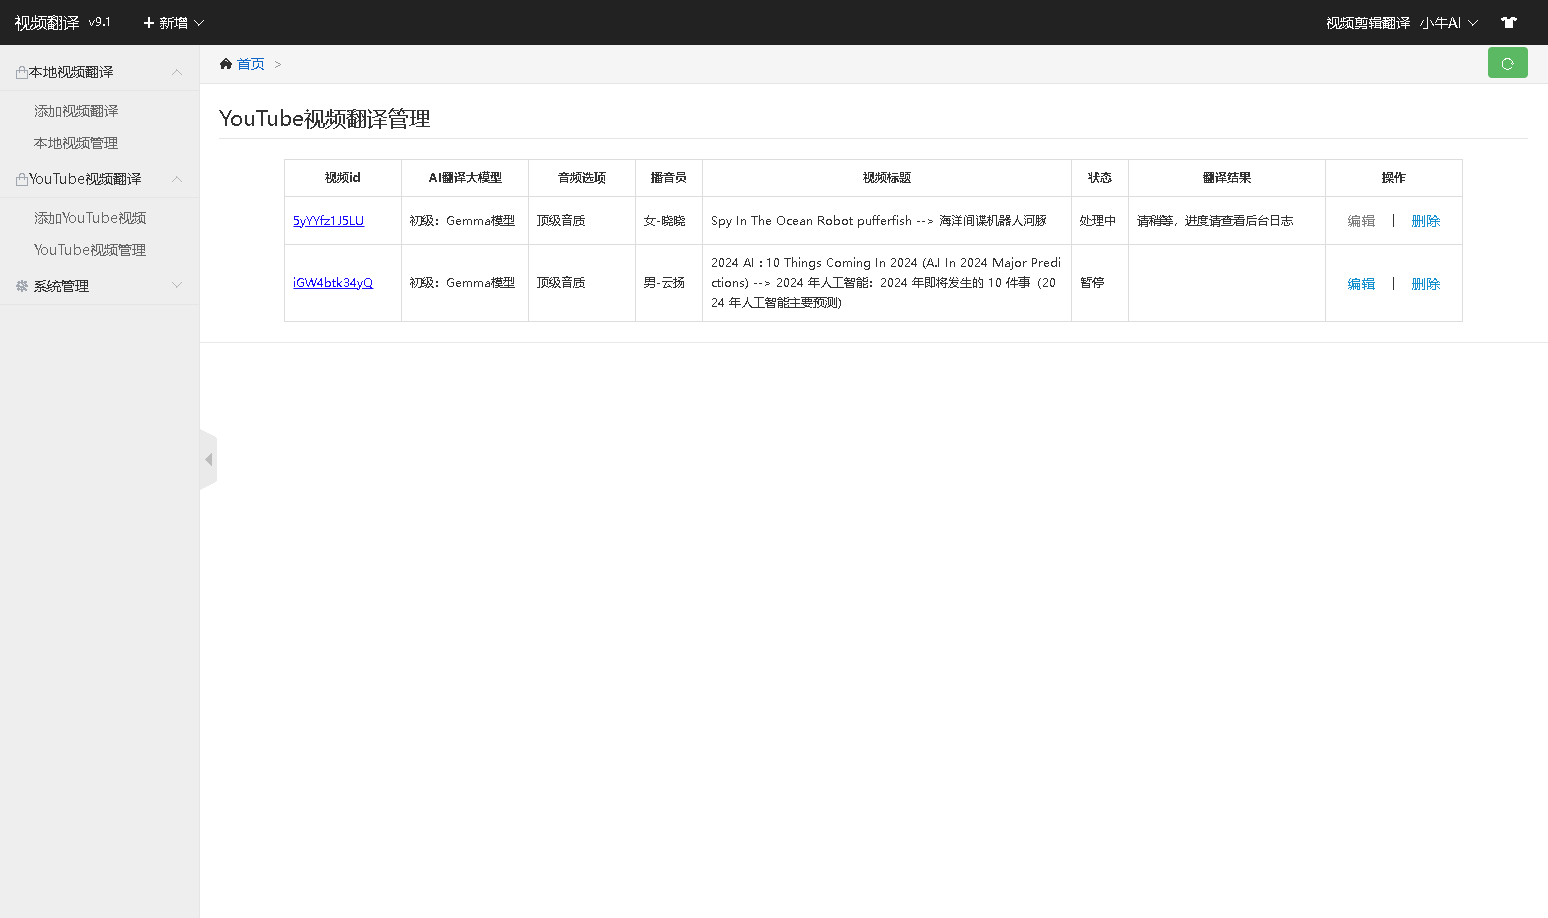 视频翻译 v9.1 新增 视频剪辑翻译 小牛AI
本地视频翻译
添加视频翻译
本地视频管理
YouTube视频翻译
添加YouTube视频
YouTube视频管理
系统管理
首页 >
YouTube视频翻译管理
视频id AI翻译大模型 音频选项 播音员 视频标题 状态 翻译结果 操作
5yYYfz1J5LU 初级：Gemma模型 顶级音质 女-晓晓 Spy In The Ocean Robot pufferfish --> 海洋间谍机器人河豚 处理中 请稍等，进度请查看后台日志 编辑 | 删除
2024 AI : 10 Things Coming In 2024 (A.I In 2024 Major Predi
iGW4btk34yQ 初级：Gemma模型 顶级音质 男-云扬 ctions) --> 2024 年人工智能：2024 年即将发生的 10 件事（20 暂停 编辑 | 删除
24 年人工智能主要预测)